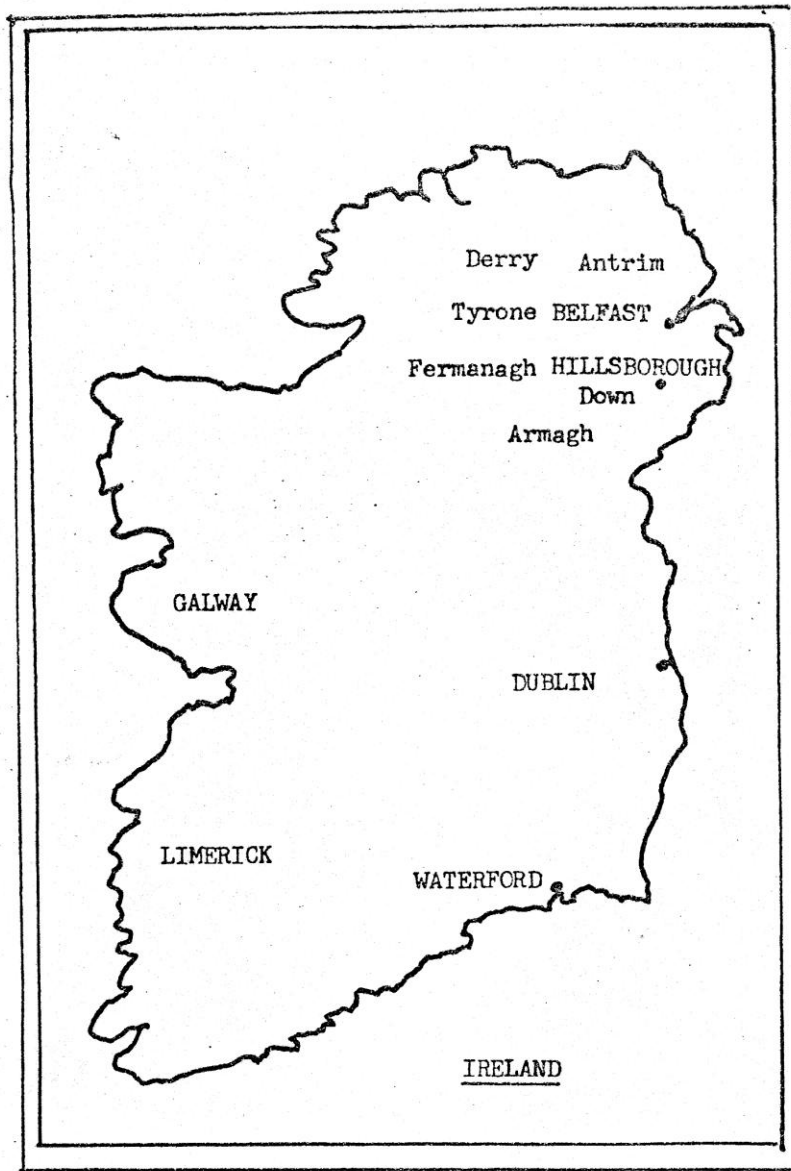 Derry Antrim
Tyrone BELFAST
Fermanagh HILLSBOROUGH
Down
Armagh
GALWAY
DUBLIN
LIMERICK
WATERFORD
IRELAND